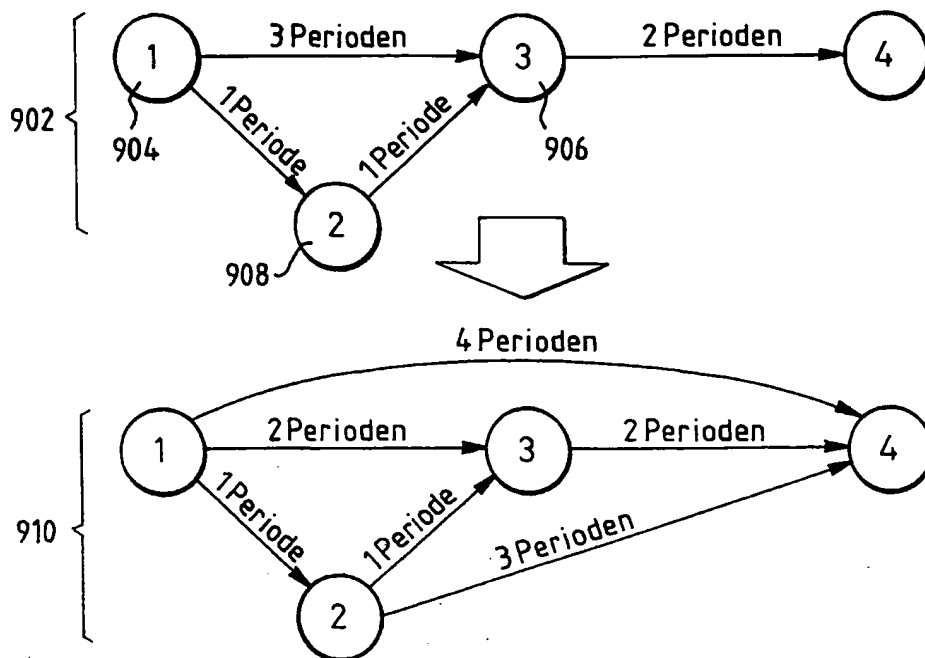 1
3 Perioden
3
2 Perioden
4
902
904
1 Periode
1 Periode
906
2
908
4 Perioden
1
2 Perioden
3
2 Perioden
4
910
1 Periode
1 Periode
3 Perioden
2